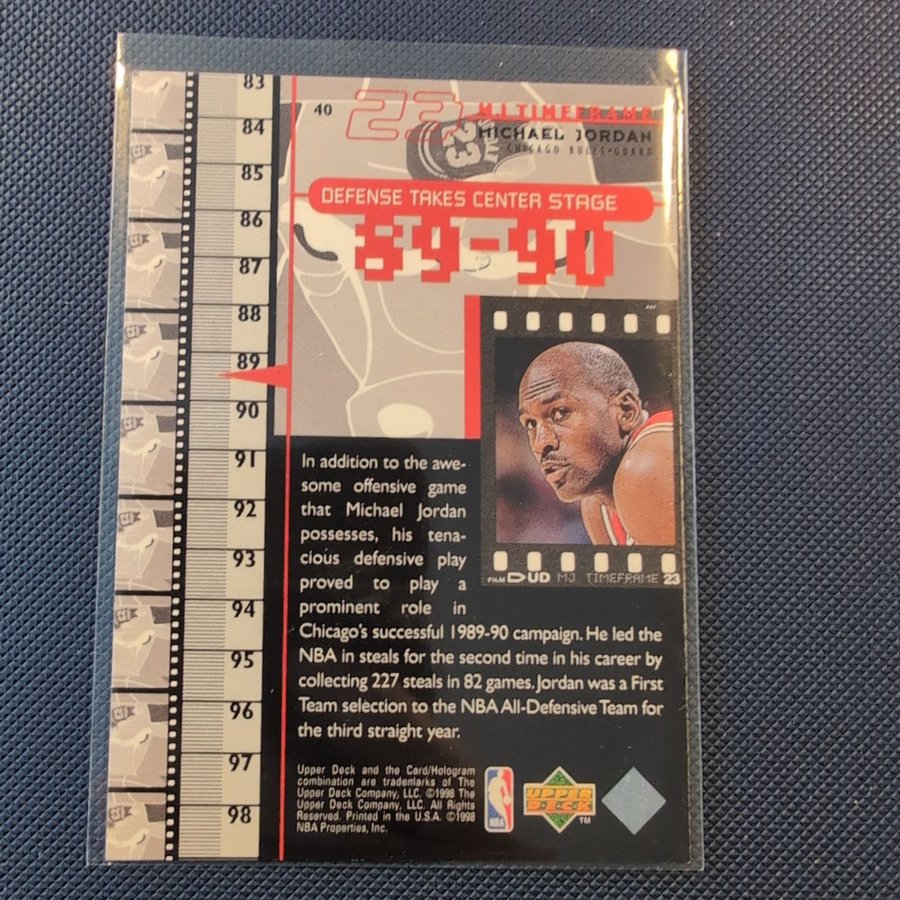 83
84
85
86
87
88
89
90
91
92
93
94
95
96
97
98
40
23
MJ TIMEFRAME
MICHAEL JORDAN
CHICAGO BULLS•GUARD
DEFENSE TAKES CENTER STAGE
89-90
FILM UD MJ TIMEFRAME 23
In addition to the awe-
some offensive game
that Michael Jordan
possesses, his tena-
cious defensive play
proved to play a
prominent role in
Chicago's successful 1989-90 campaign. He led the
NBA in steals for the second time in his career by
collecting 227 steals in 82 games. Jordan was a First
Team selection to the NBA All-Defensive Team for
the third straight year.
Upper Deck and the Card/Hologram
combination are trademarks of The
Upper Deck Company, LLC. ©1998 The
Upper Deck Company, LLC. All Rights
Reserved. Printed in the U.S.A. ©1998
NBA Properties, Inc.
NBA
UPPER
DECK
TM